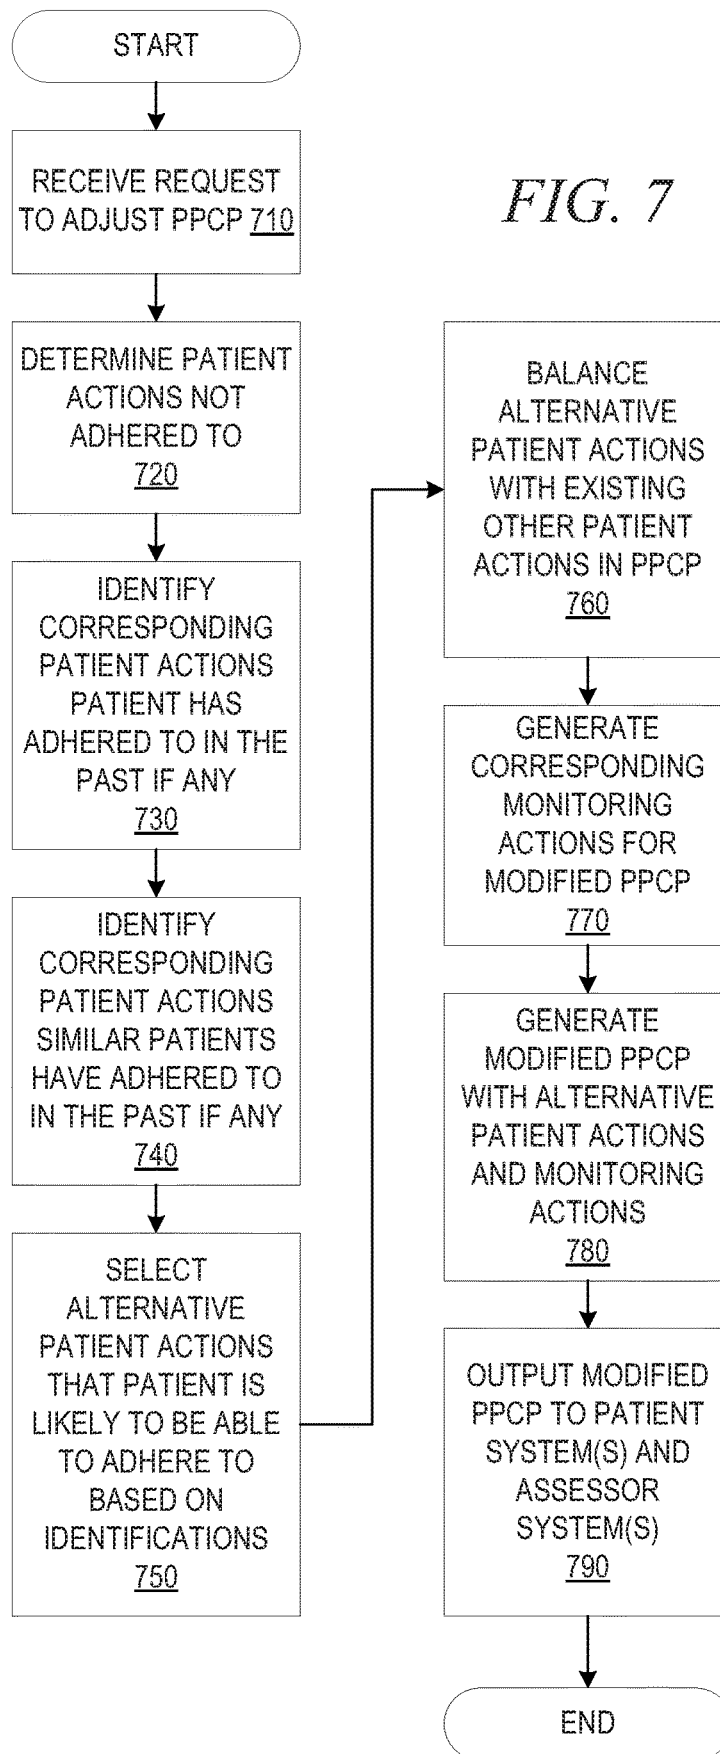 START
RECEIVE REQUEST
TO ADJUST PPCP 710
DETERMINE PATIENT
ACTIONS NOT
ADHERED TO
720
IDENTIFY
CORRESPONDING
PATIENT ACTIONS
PATIENT HAS
ADHERED TO IN THE
PAST IF ANY
730
IDENTIFY
CORRESPONDING
PATIENT ACTIONS
SIMILAR PATIENTS
HAVE ADHERED TO
IN THE PAST IF ANY
740
SELECT
ALTERNATIVE
PATIENT ACTIONS
THAT PATIENT IS
LIKELY TO BE ABLE
TO ADHERE TO
BASED ON
IDENTIFICATIONS
750
FIG. 7
BALANCE
ALTERNATIVE
PATIENT ACTIONS
WITH EXISTING
OTHER PATIENT
ACTIONS IN PPCP
760
GENERATE
CORRESPONDING
MONITORING
ACTIONS FOR
MODIFIED PPCP
770
GENERATE
MODIFIED PPCP
WITH ALTERNATIVE
PATIENT ACTIONS
AND MONITORING
ACTIONS
780
OUTPUT MODIFIED
PPCP TO PATIENT
SYSTEM(S) AND
ASSESSOR
SYSTEM(S)
790
END